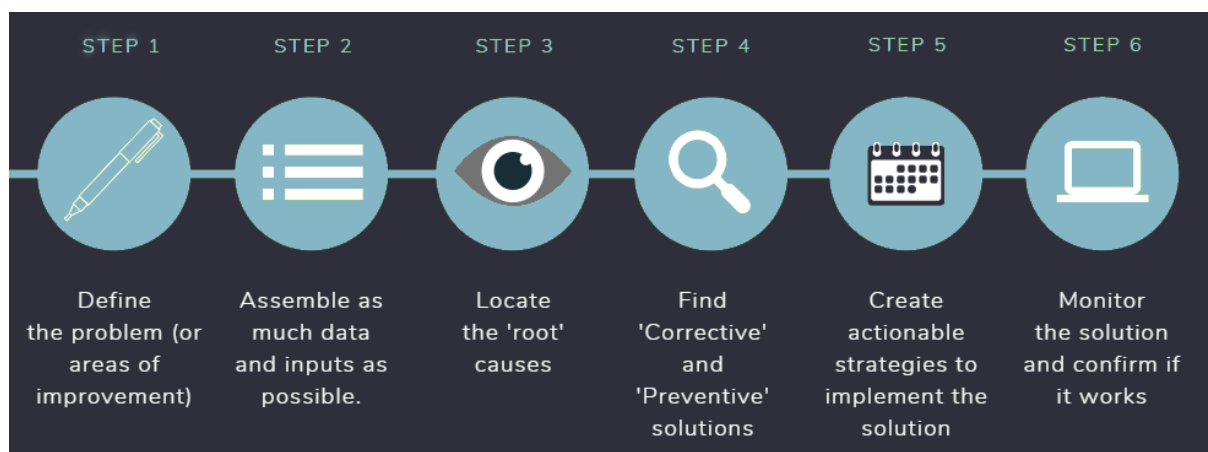 STEP 1
STEP 2
STEP 3
STEP 4
STEP 5
STEP 6
Define
the problem (or
areas of
improvement)
Assemble as
much data
and inputs as
possible.
Locate
the 'root'
causes
Find
'Corrective'
and
'Preventive'
solutions
Create
actionable
strategies to
implement the
solution
Monitor
the solution
and confirm if
it works